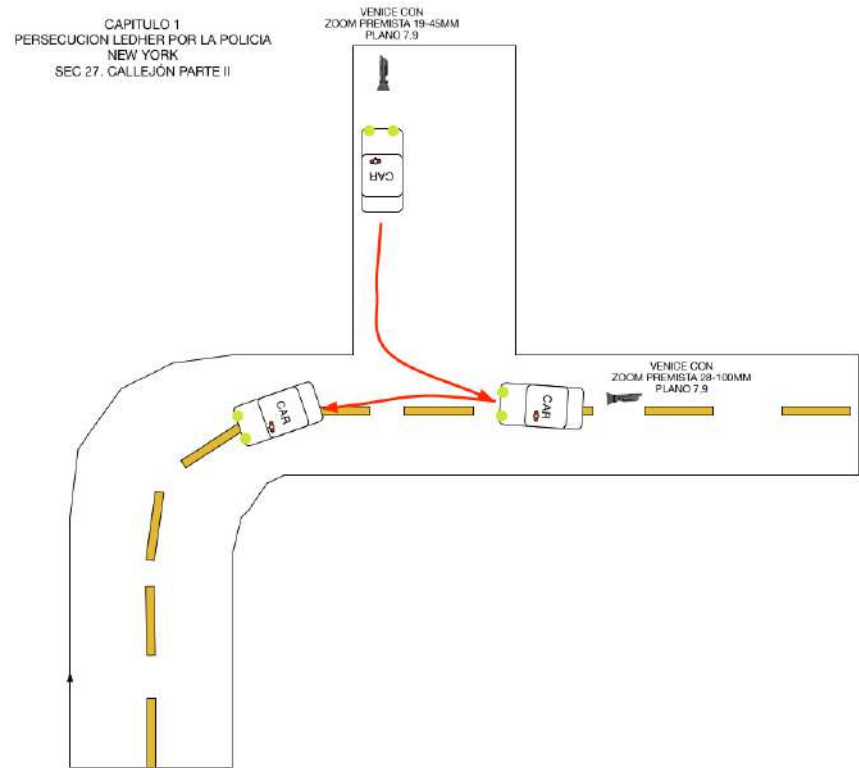 CAPITULO 1
PERSECUCION LEDHER POR LA POLICIA
NEW YORK
SEC 27. CALLEJÓN PARTE II
VENICE CON
ZOOM PREMISTA 19-45MM
PLANO 7,9
CAR
VENICE CON
ZOOM PREMISTA 28-100MM
PLANO 7,9
CAR
CAR